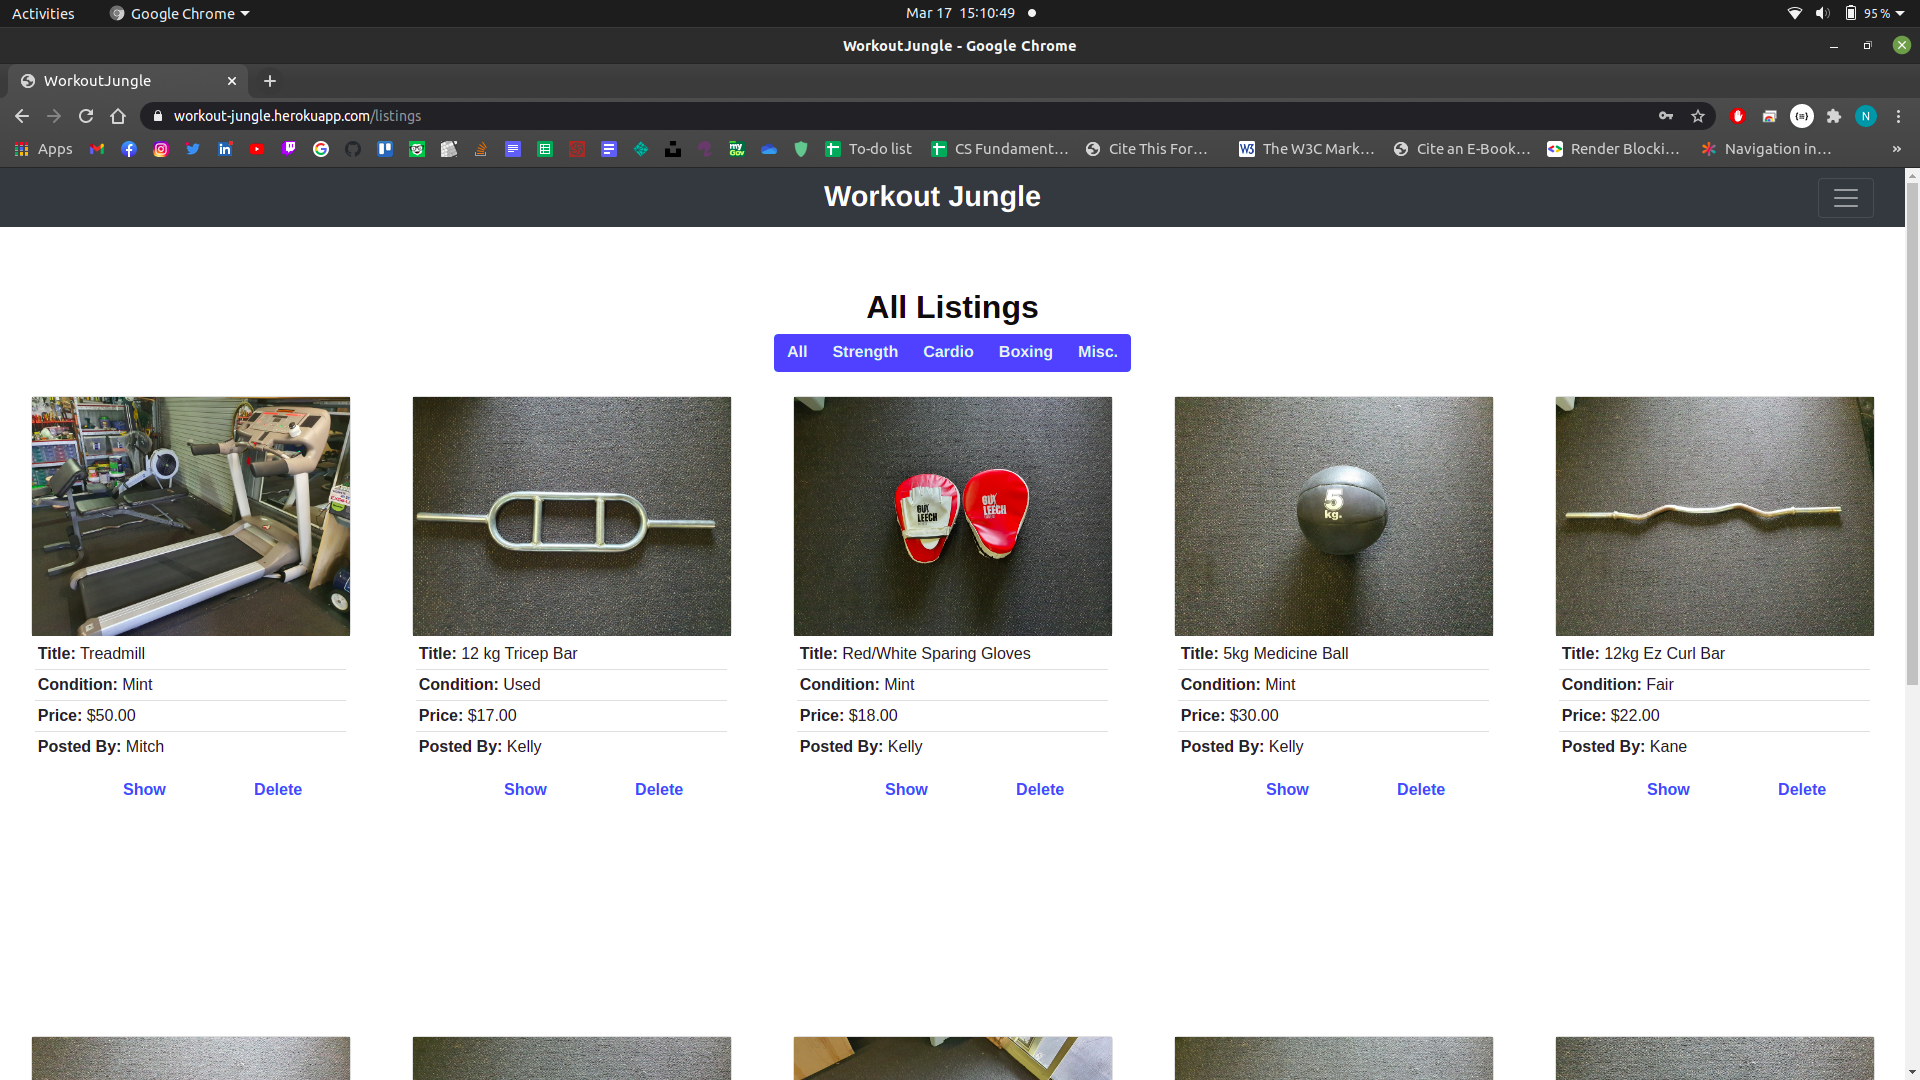 Activities Google Chrome Mar 17 15:10:49 95%
WorkoutJungle - Google Chrome
WorkoutJungle
workout-jungle.herokuapp.com/listings N
Apps To-do list CS Fundament... Cite This For... The W3C Mark... Cite an E-Book... Render Blocki... Navigation in... »
Workout Jungle
All Listings
All Strength Cardio Boxing Misc.
GUY LEECH GUY LEECH
5 kg.
Title: Treadmill Title: 12 kg Tricep Bar Title: Red/White Sparing Gloves Title: 5kg Medicine Ball Title: 12kg Ez Curl Bar
Condition: Mint Condition: Used Condition: Mint Condition: Mint Condition: Fair
Price: $50.00 Price: $17.00 Price: $18.00 Price: $30.00 Price: $22.00
Posted By: Mitch Posted By: Kelly Posted By: Kelly Posted By: Kelly Posted By: Kane
Show Delete Show Delete Show Delete Show Delete Show Delete